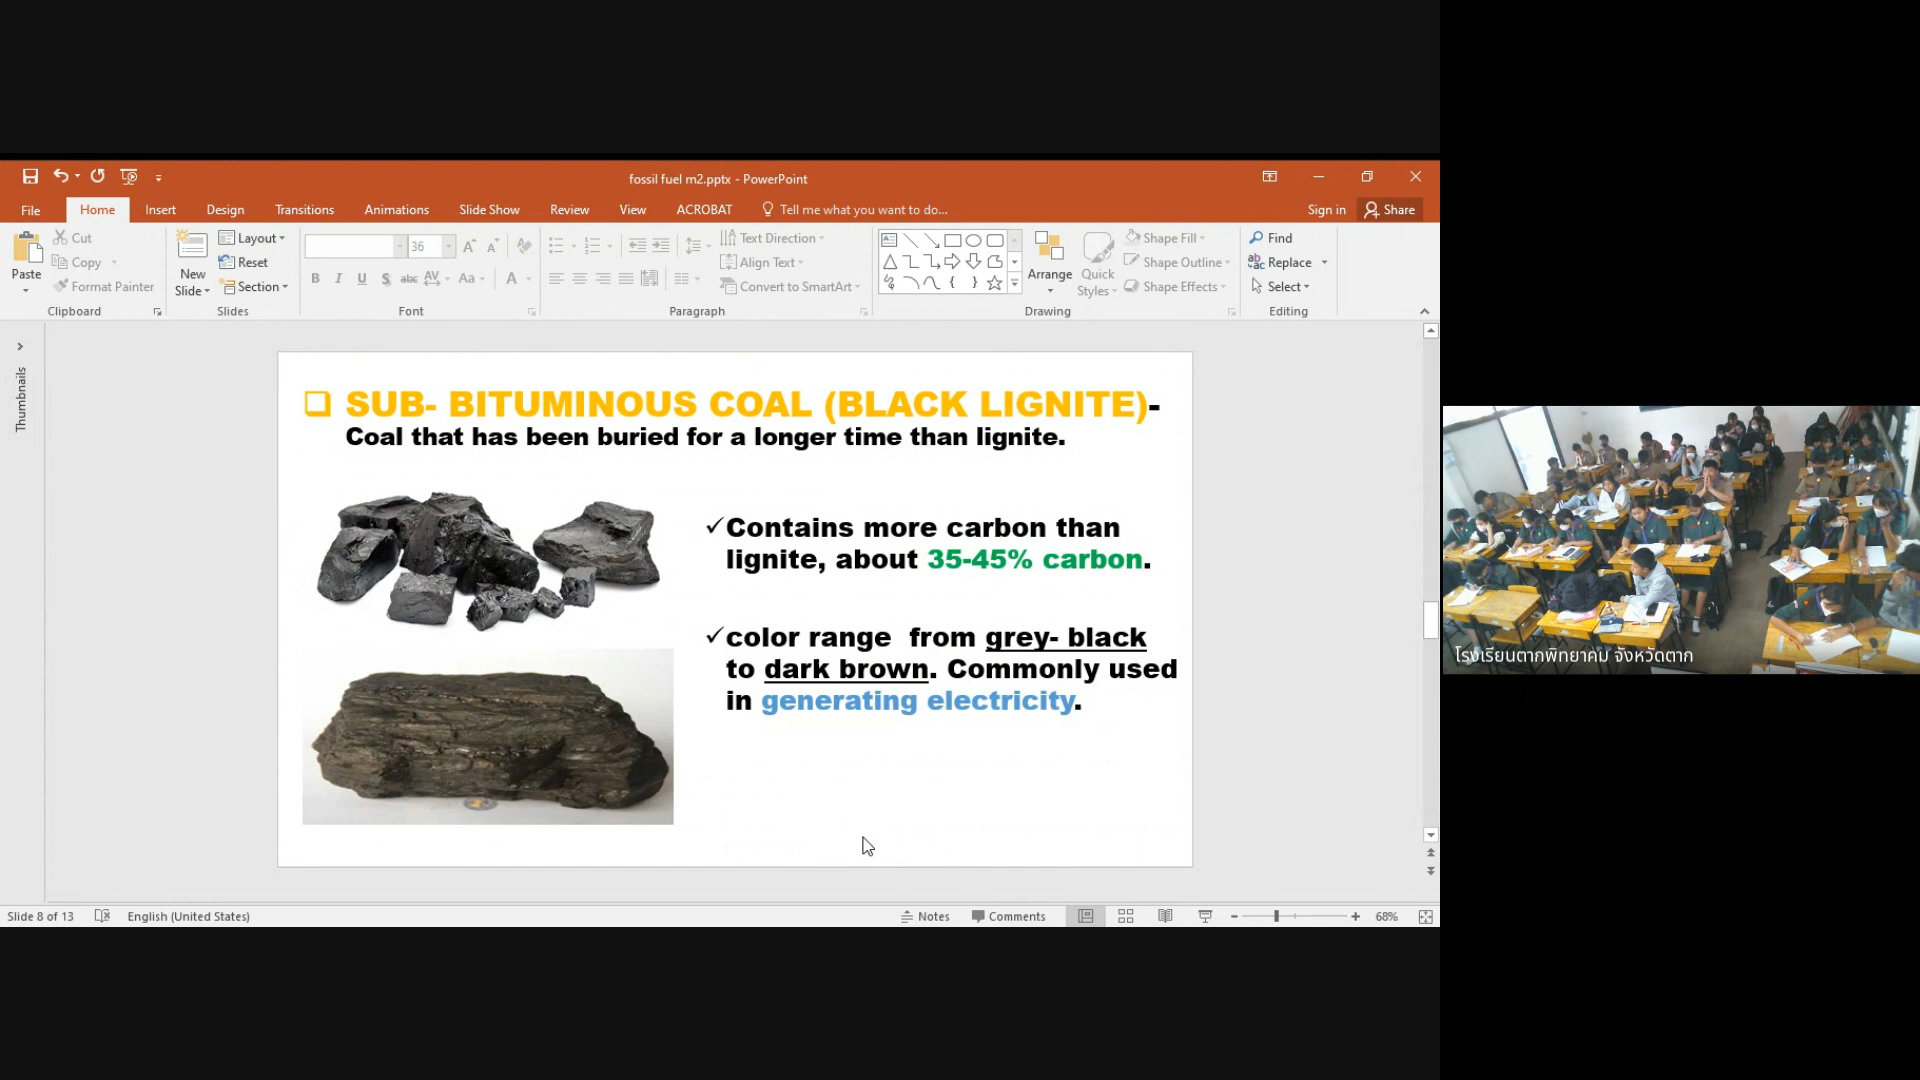 fossil fuel m2.pptx - PowerPoint
File Home Insert Design Transitions Animations Slide Show Review View ACROBAT Tell me what you want to do... Sign in Share
Paste
Cut
Copy
Format Painter
Clipboard
New Slide
Layout
Reset
Section
Slides
36
B I U S abc AV Aa A
Font
Text Direction
Align Text
Convert to SmartArt
Paragraph
Arrange
Quick Styles
Shape Fill
Shape Outline
Shape Effects
Drawing
Find
Replace
Select
Editing
Thumbnails
SUB- BITUMINOUS COAL (BLACK LIGNITE)-
Coal that has been buried for a longer time than lignite.
✓Contains more carbon than
lignite, about 35-45% carbon.
✓color range from grey- black
to dark brown. Commonly used
in generating electricity.
Slide 8 of 13 English (United States) Notes Comments 68%
โรงเรียนตากพิทยาคม จังหวัดตาก